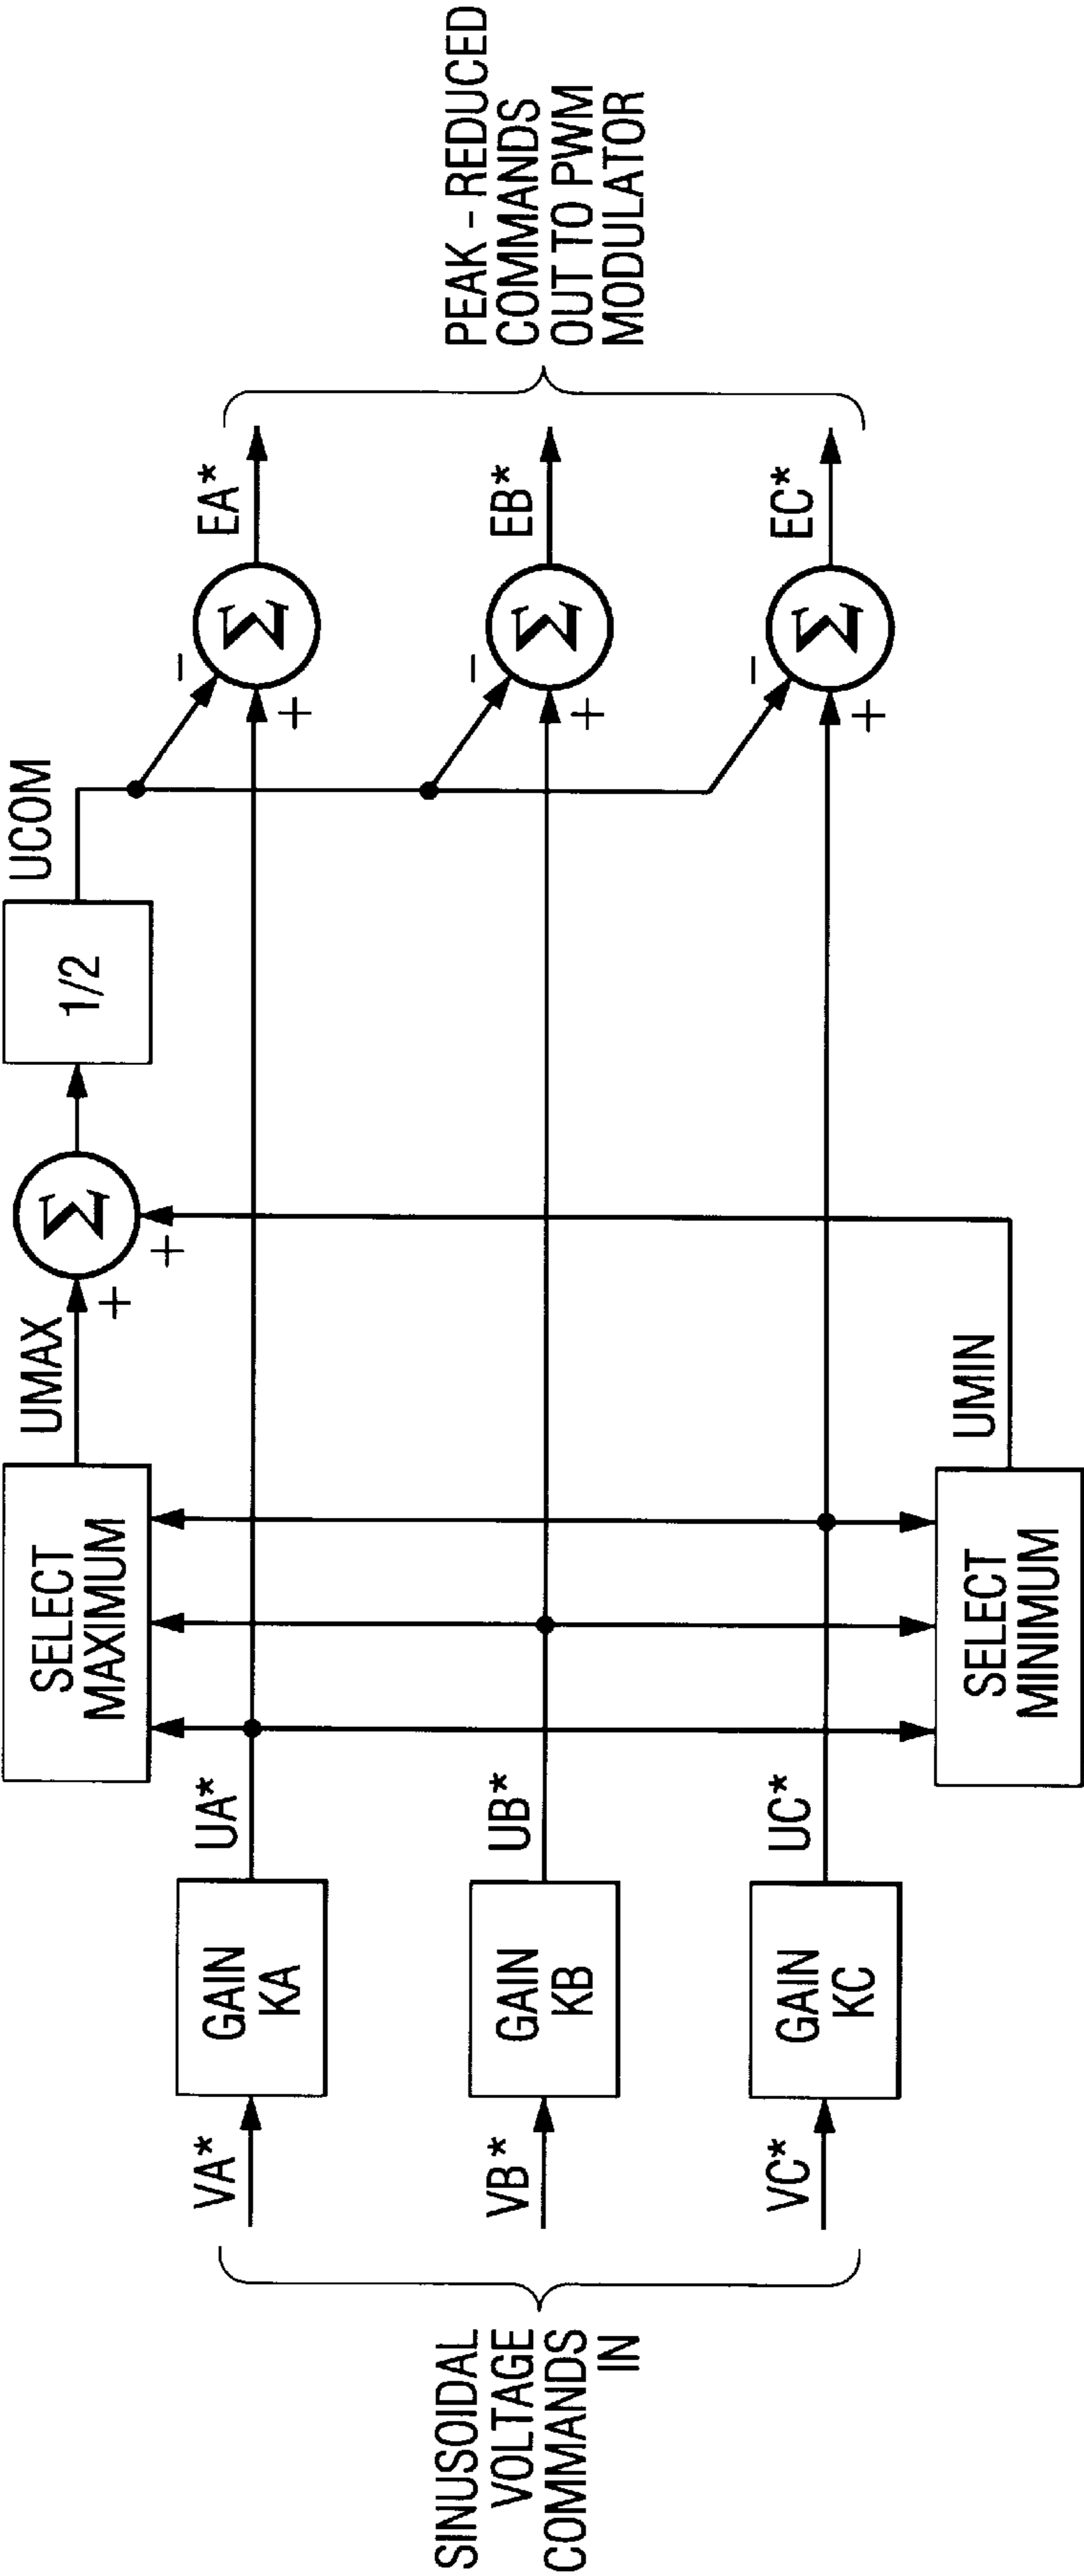 SINUSOIDAL
VOLTAGE
COMMANDS
IN
VA*
VB*
VC*
GAIN
KA
GAIN
KB
GAIN
KC
UA*
UB*
UC*
SELECT
MAXIMUM
SELECT
MINIMUM
UMAX
UMIN
+
+
Σ
1/2
UCOM
-
+
Σ
-
+
Σ
-
+
Σ
EA*
EB*
EC*
PEAK - REDUCED
COMMANDS
OUT TO PWM
MODULATOR